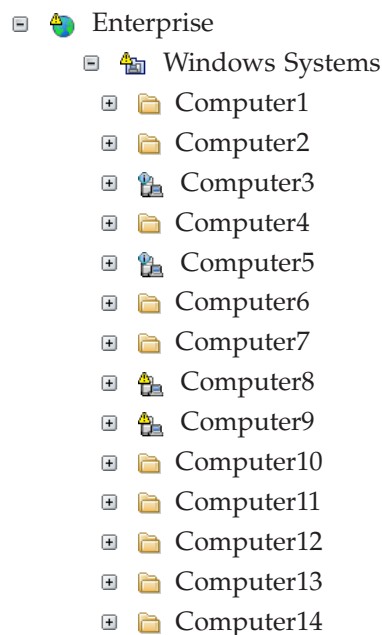 Enterprise
Windows Systems
Computer1
Computer2
Computer3
Computer4
Computer5
Computer6
Computer7
Computer8
Computer9
Computer10
Computer11
Computer12
Computer13
Computer14